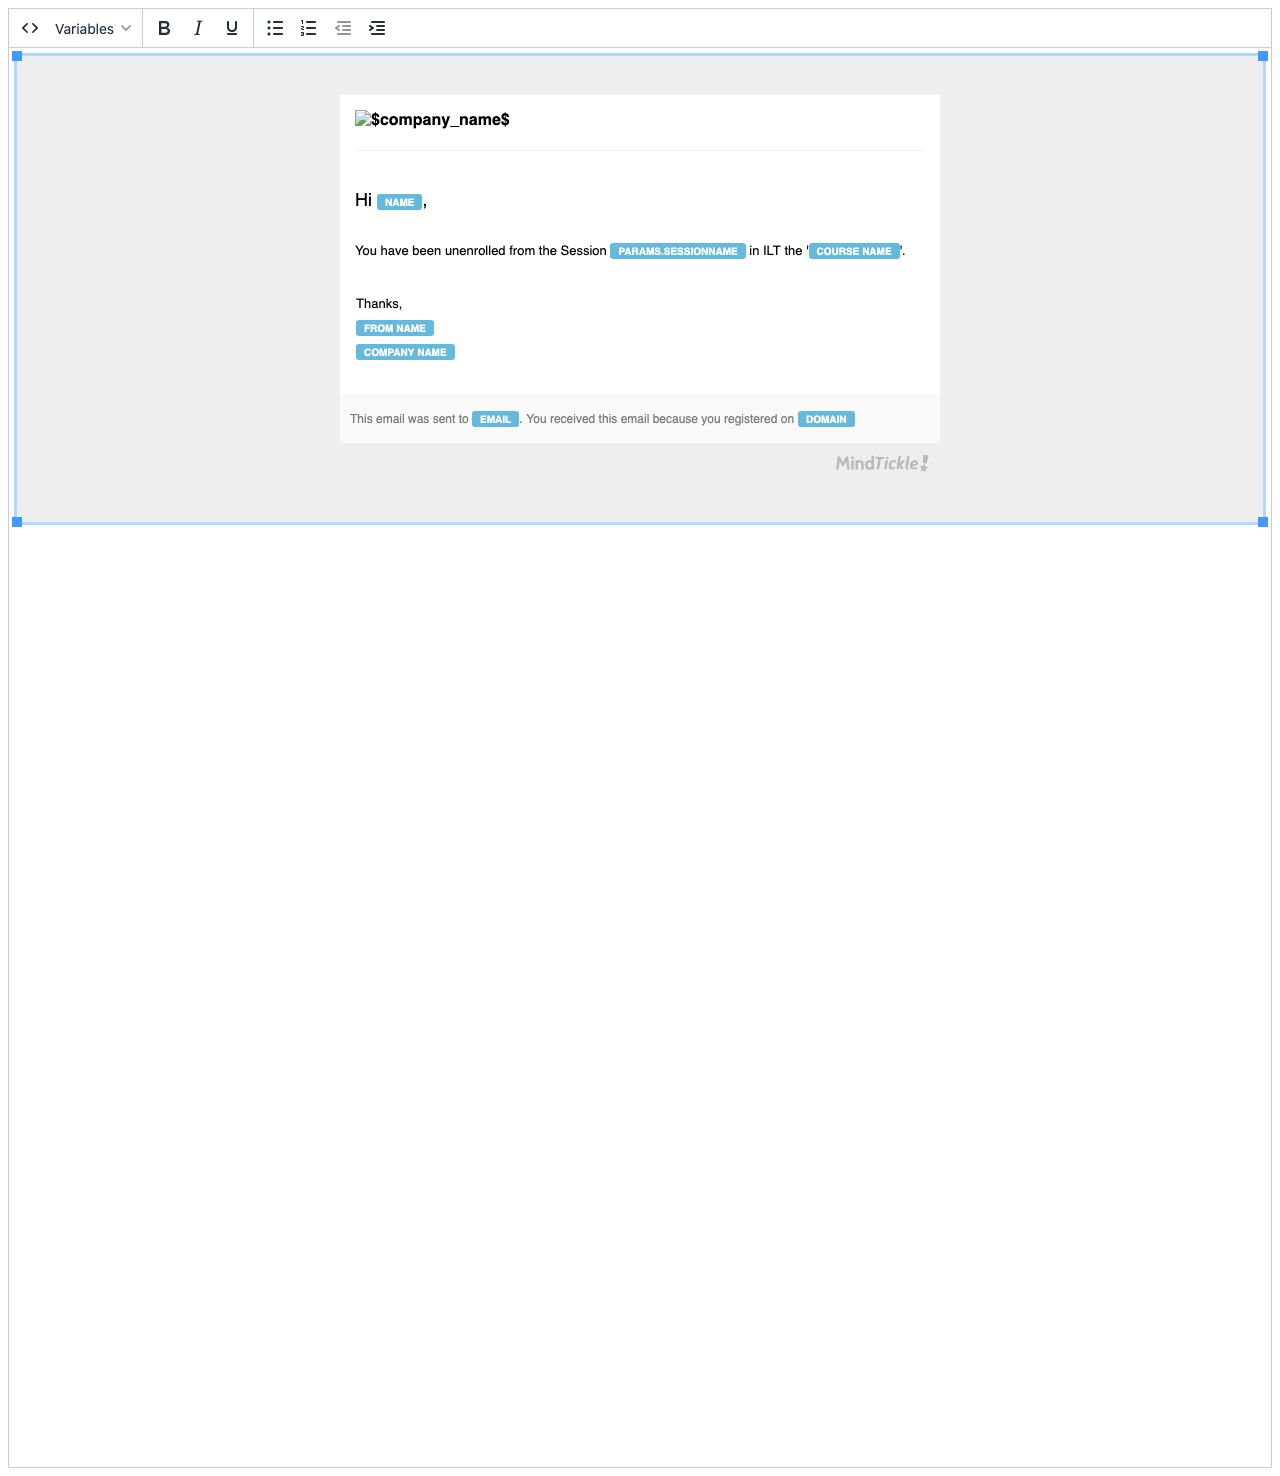 Variables
$company_name$
Hi NAME,
You have been unenrolled from the Session PARAMS.SESSIONNAME in ILT the 'COURSE NAME'.
Thanks,
FROM NAME
COMPANY NAME
This email was sent to EMAIL. You received this email because you registered on DOMAIN
MindTickle!